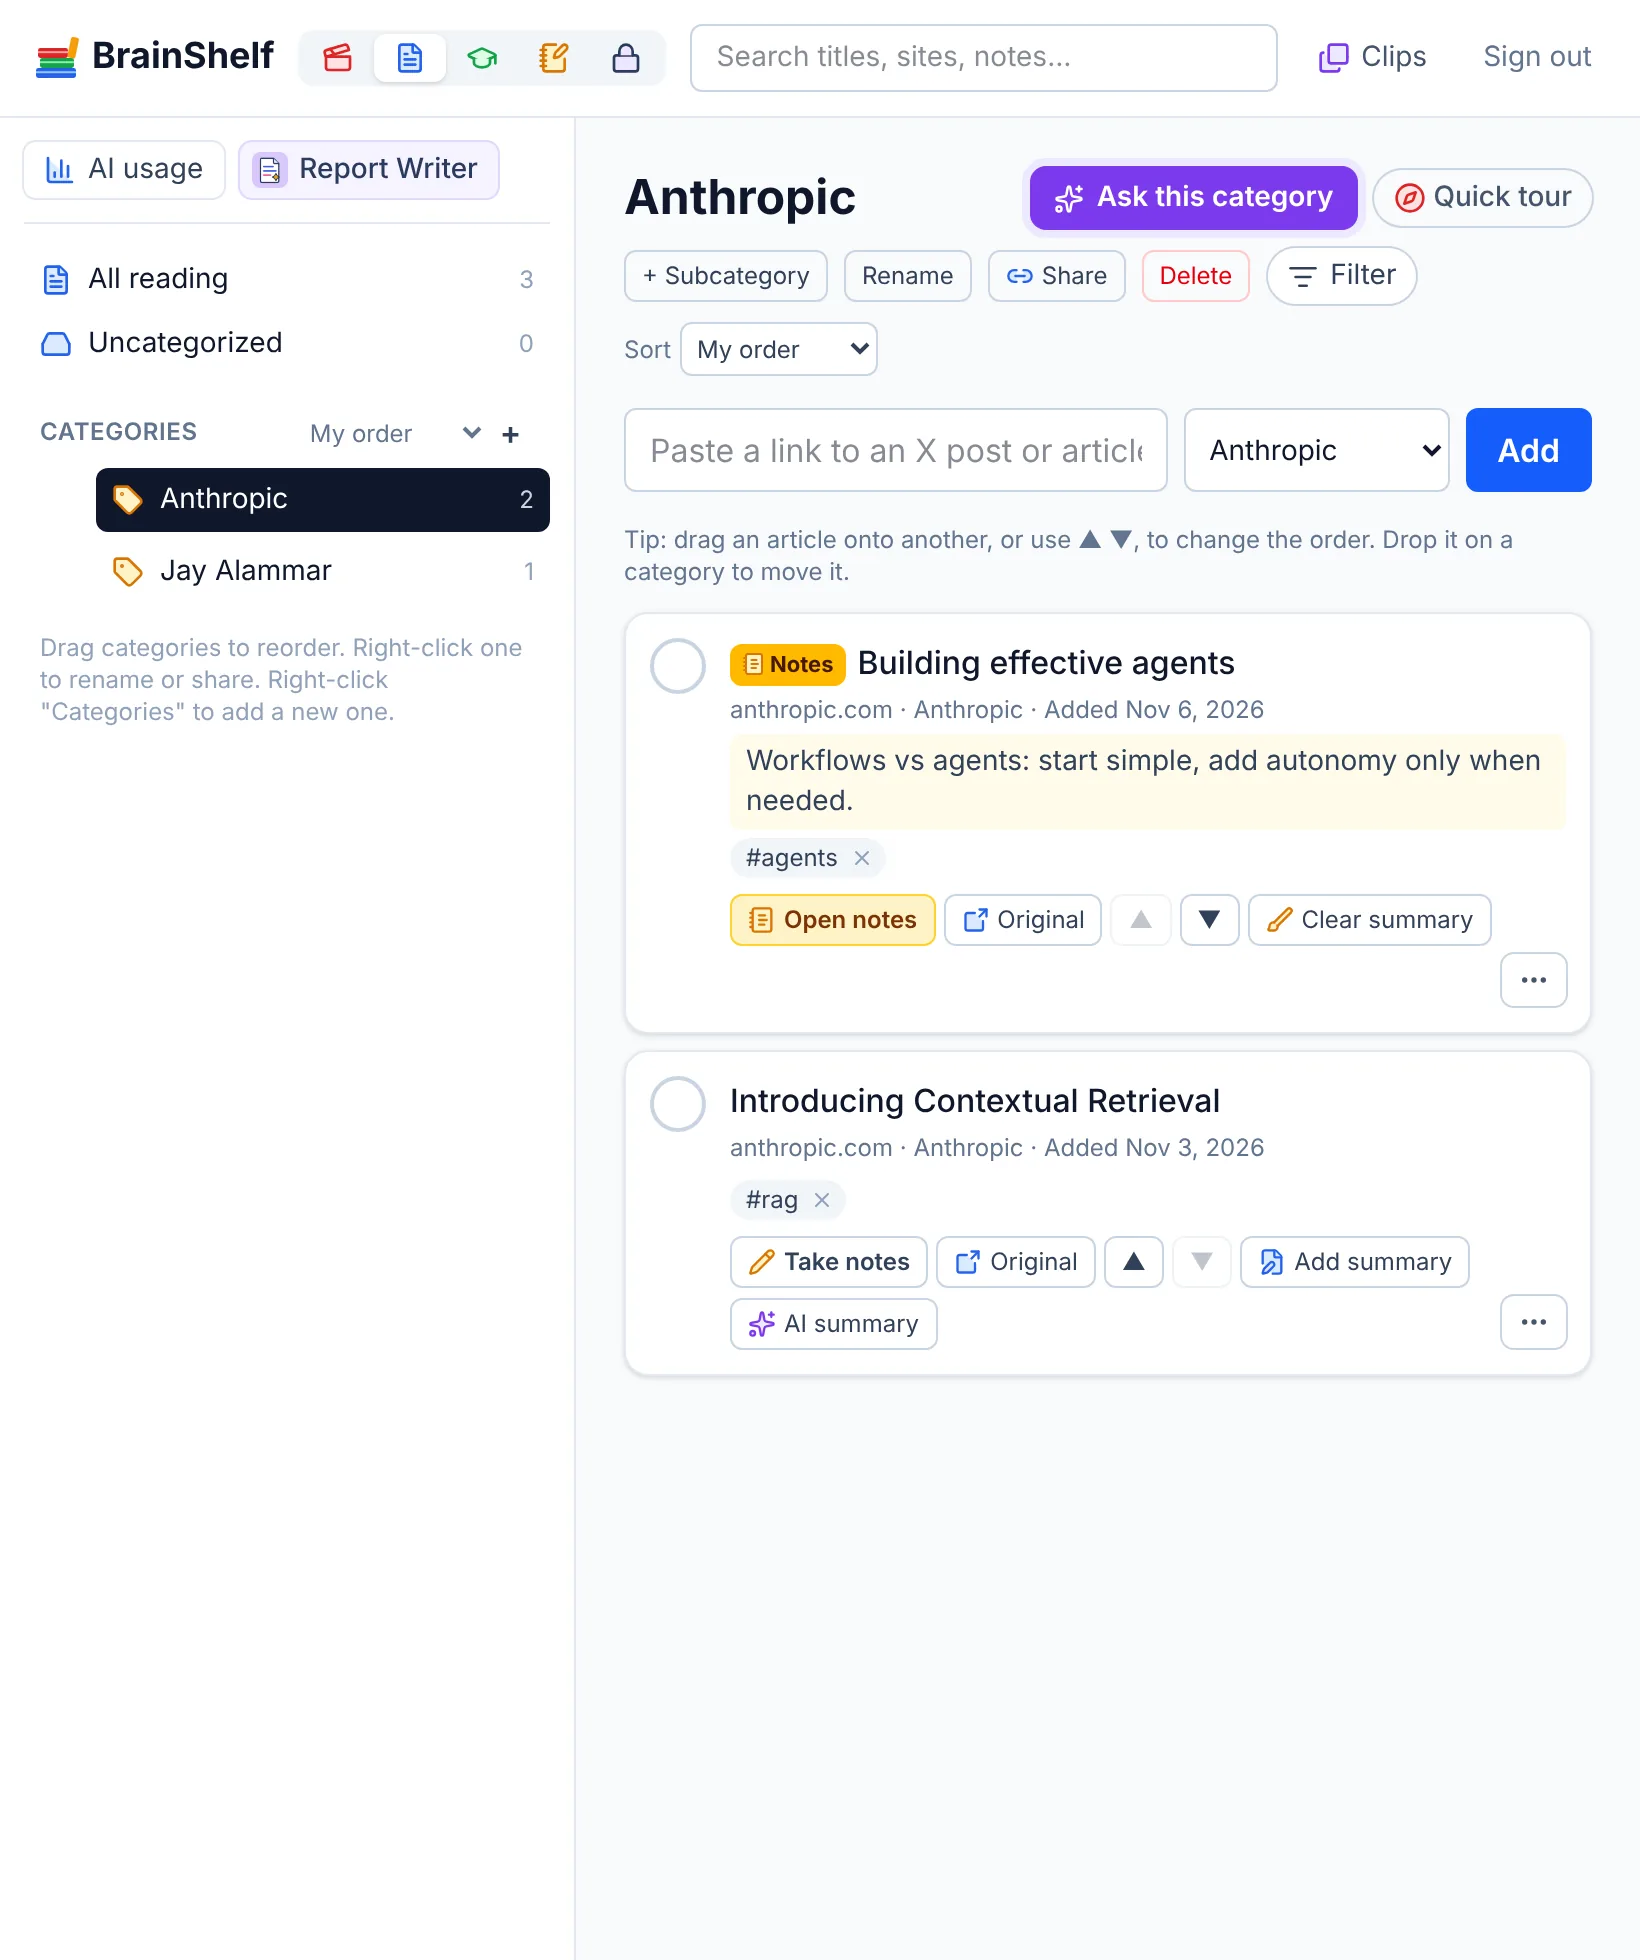 BrainShelf
Search titles, sites, notes...
Clips
Sign out
AI usage
Report Writer
All reading 3
Uncategorized 0
CATEGORIES My order +
Anthropic 2
Jay Alammar 1
Drag categories to reorder. Right-click one
to rename or share. Right-click
"Categories" to add a new one.
Anthropic
Ask this category
Quick tour
+ Subcategory
Rename
Share
Delete
Filter
Sort My order
Paste a link to an X post or article
Anthropic
Add
Tip: drag an article onto another, or use ▲ ▼, to change the order. Drop it on a
category to move it.
Notes Building effective agents
anthropic.com · Anthropic · Added Nov 6, 2026
Workflows vs agents: start simple, add autonomy only when
needed.
#agents ×
Open notes
Original
▲
▼
Clear summary
...
Introducing Contextual Retrieval
anthropic.com · Anthropic · Added Nov 3, 2026
#rag ×
Take notes
Original
▲
▼
Add summary
AI summary
...